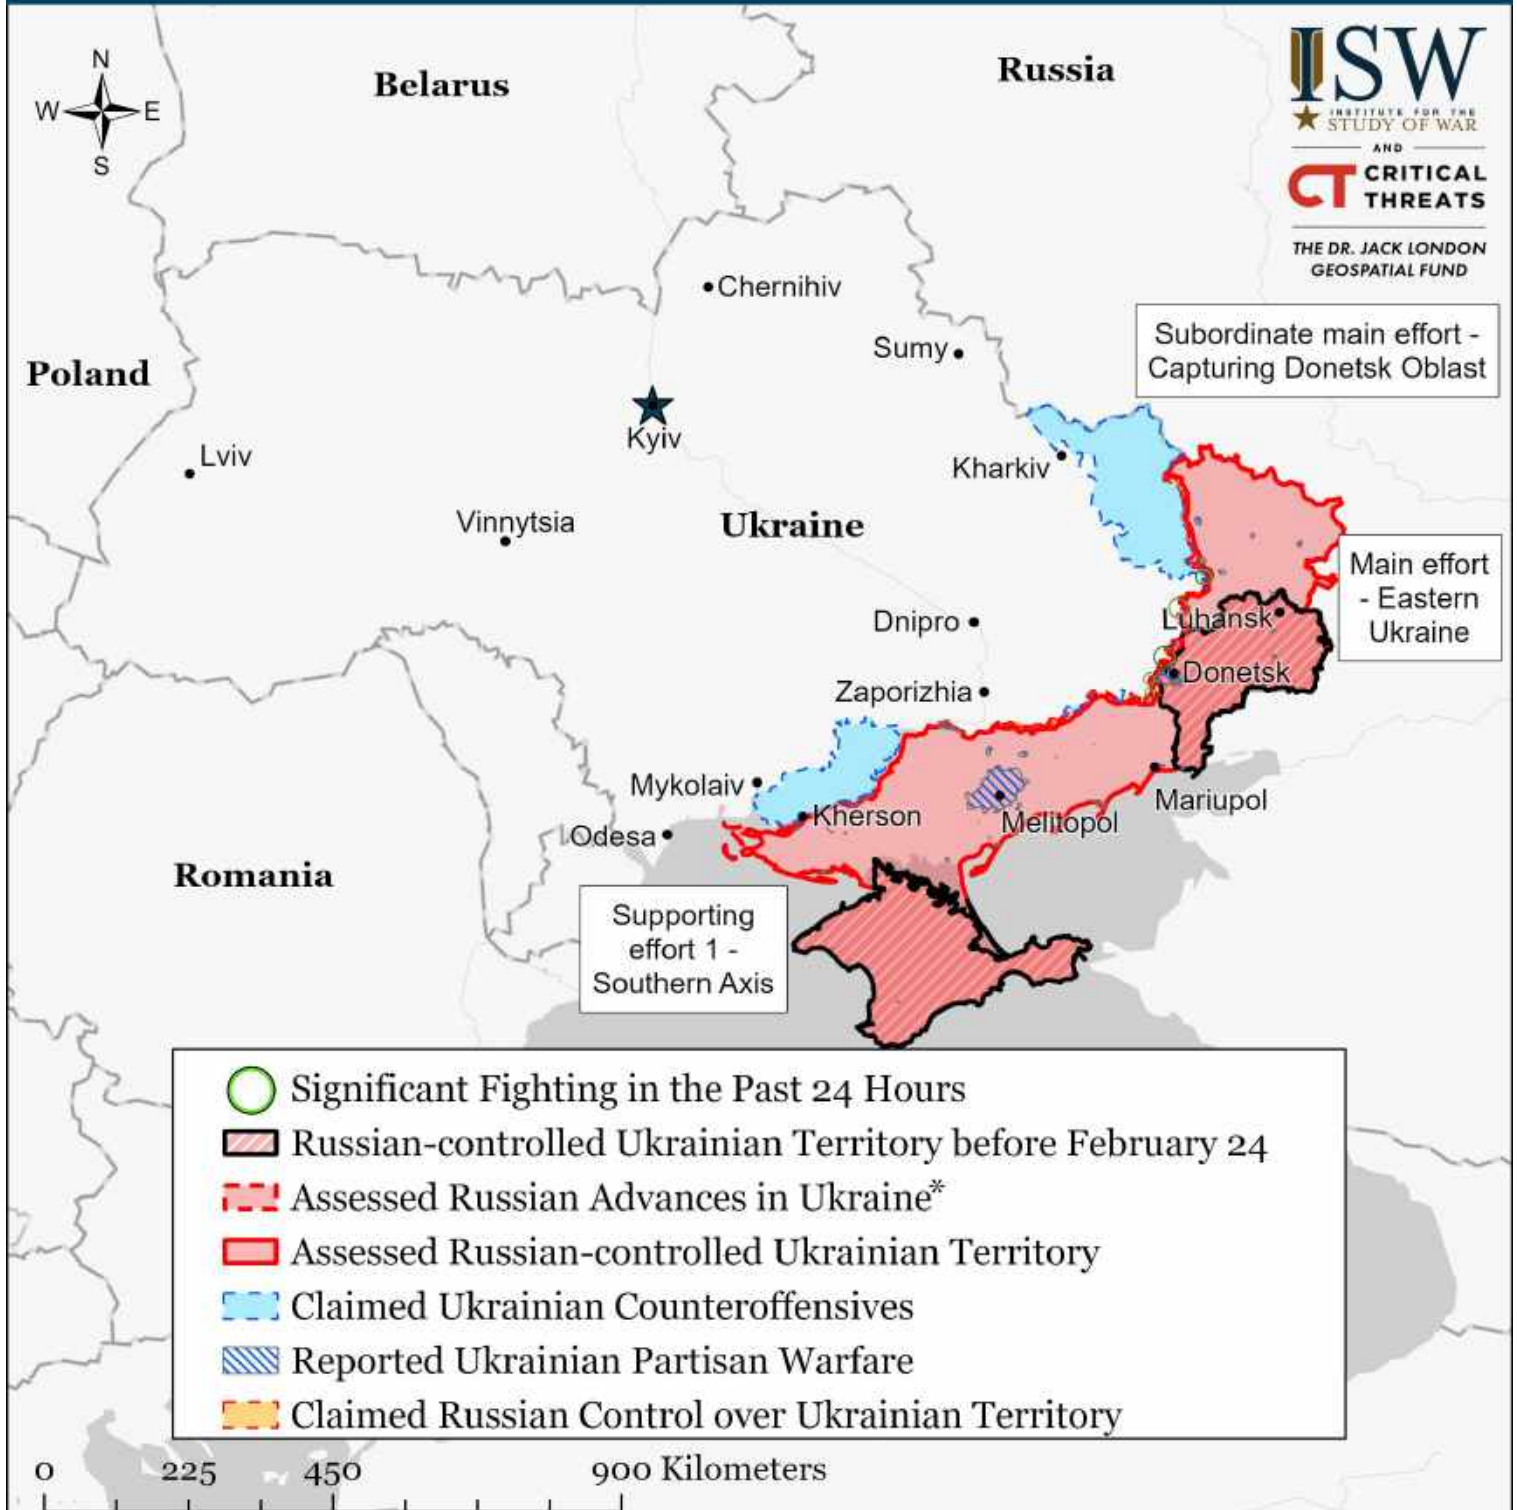 N
W E
S
Belarus
Russia
ISW
INSTITUTE FOR THE
STUDY OF WAR
AND
CT CRITICAL
THREATS
THE DR. JACK LONDON
GEOSPATIAL FUND
Chernihiv
Subordinate main effort -
Capturing Donetsk Oblast
Sumy
Poland
Kyiv
Lviv
Kharkiv
Vinnytsia
Ukraine
Main effort
- Eastern
Ukraine
Dnipro
Luhansk
Donetsk
Zaporizhia
Mykolaiv
Mariupol
Kherson
Melitopol
Odesa
Romania
Supporting
effort 1 -
Southern Axis
Significant Fighting in the Past 24 Hours
Russian-controlled Ukrainian Territory before February 24
Assessed Russian Advances in Ukraine*
Assessed Russian-controlled Ukrainian Territory
Claimed Ukrainian Counteroffensives
Reported Ukrainian Partisan Warfare
Claimed Russian Control over Ukrainian Territory
0 225 450 900 Kilometers